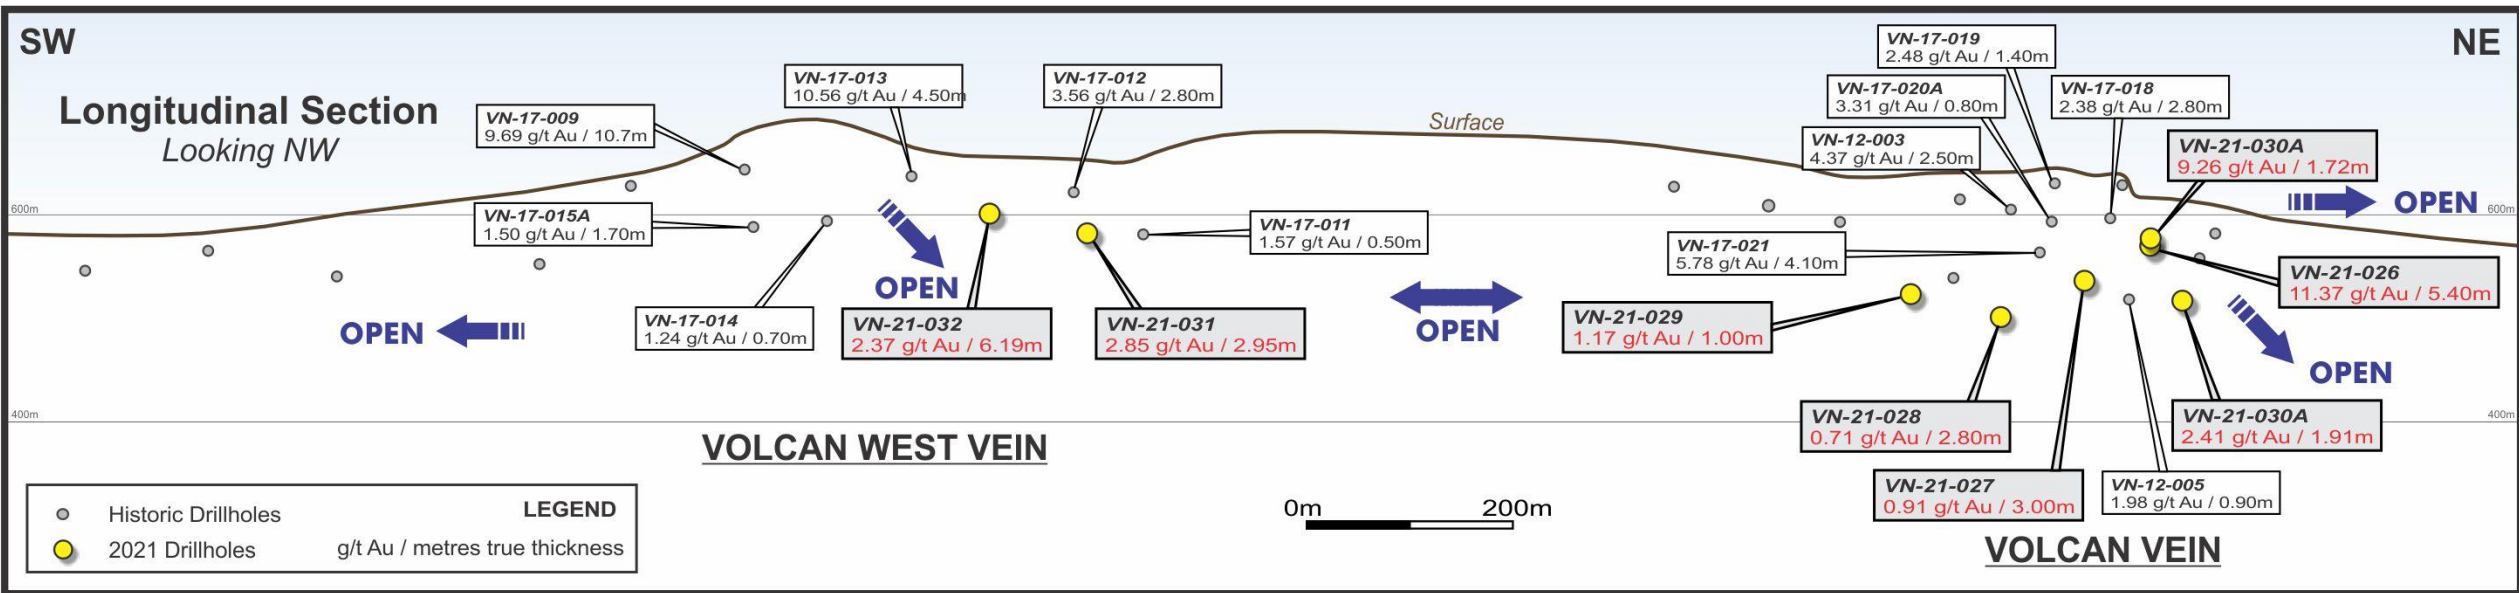 SW
NE
Longitudinal Section
Looking NW
VN-17-009
9.69 g/t Au / 10.7m
VN-17-013
10.56 g/t Au / 4.50m
VN-17-012
3.56 g/t Au / 2.80m
Surface
VN-17-019
2.48 g/t Au / 1.40m
VN-17-020A
3.31 g/t Au / 0.80m
VN-17-018
2.38 g/t Au / 2.80m
VN-12-003
4.37 g/t Au / 2.50m
VN-21-030A
9.26 g/t Au / 1.72m
OPEN
600m
600m
VN-17-015A
1.50 g/t Au / 1.70m
VN-17-011
1.57 g/t Au / 0.50m
VN-17-021
5.78 g/t Au / 4.10m
VN-21-026
11.37 g/t Au / 5.40m
OPEN
OPEN
VN-17-014
1.24 g/t Au / 0.70m
VN-21-032
2.37 g/t Au / 6.19m
VN-21-031
2.85 g/t Au / 2.95m
OPEN
VN-21-029
1.17 g/t Au / 1.00m
OPEN
400m
400m
VN-21-028
0.71 g/t Au / 2.80m
VN-21-030A
2.41 g/t Au / 1.91m
VOLCAN WEST VEIN
VN-21-027
0.91 g/t Au / 3.00m
VN-12-005
1.98 g/t Au / 0.90m
LEGEND
Historic Drillholes
2021 Drillholes
g/t Au / metres true thickness
0m
200m
VOLCAN VEIN